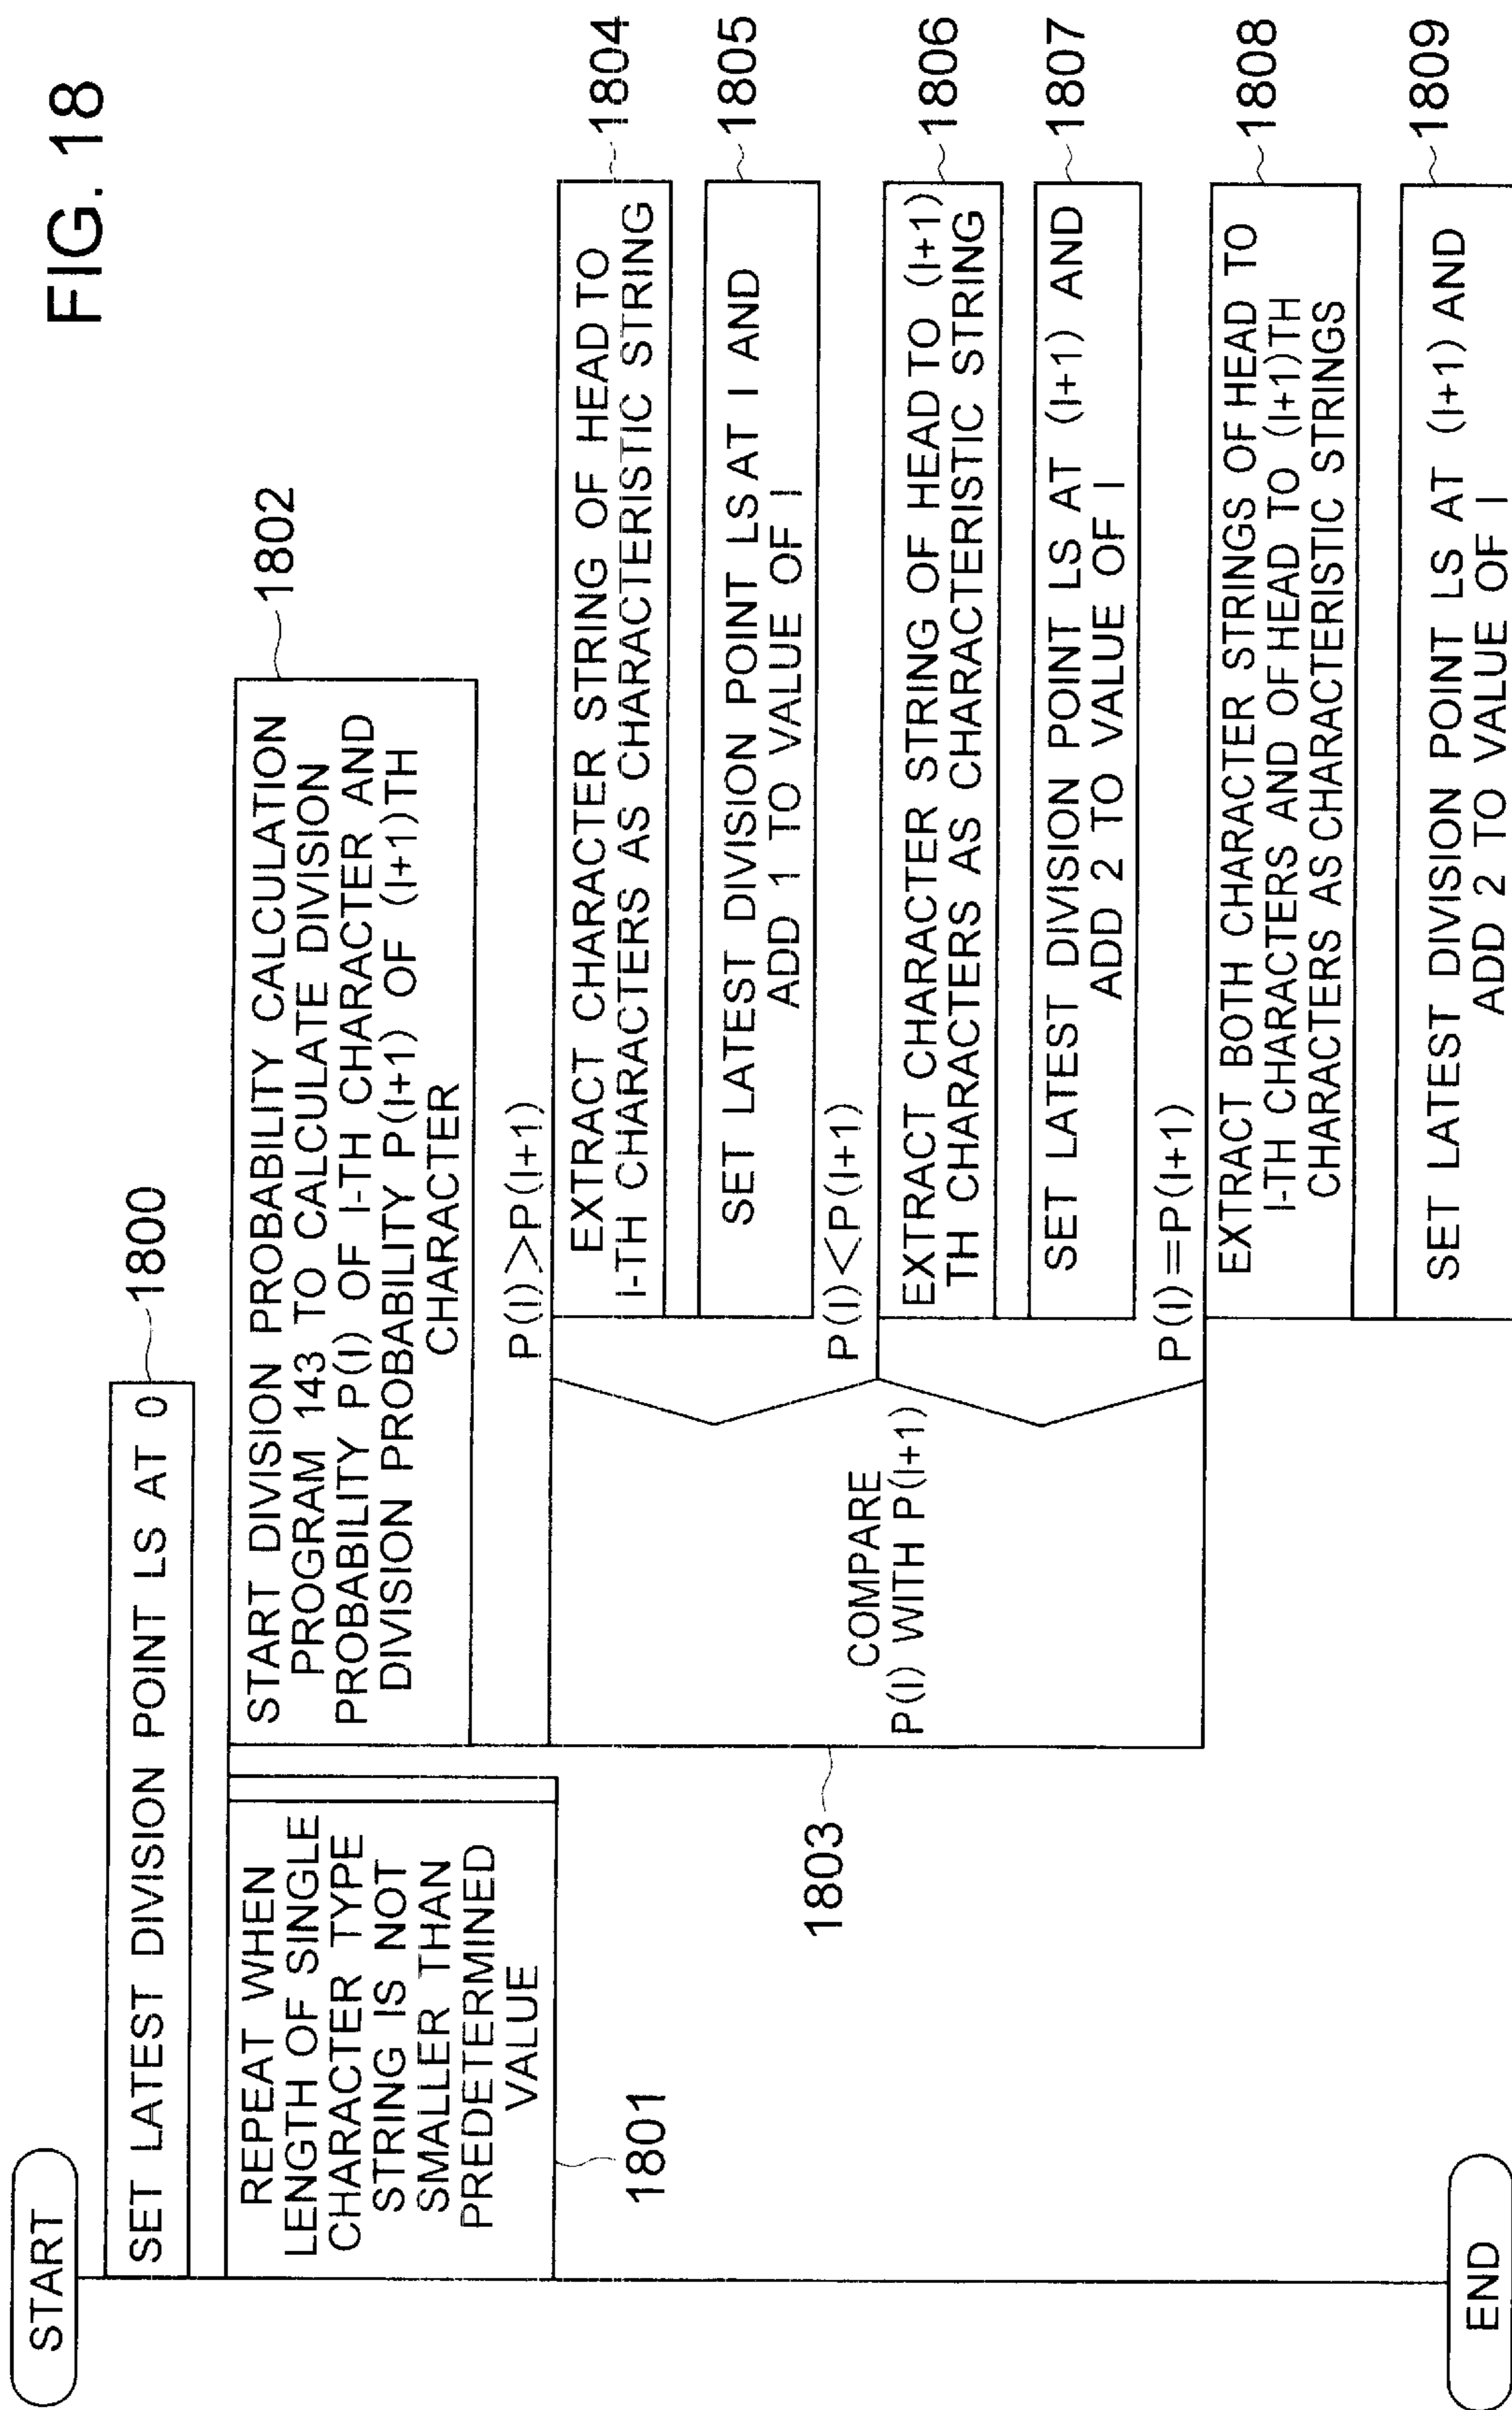 FIG. 18
START
SET LATEST DIVISION POINT LS AT 0
1800
REPEAT WHEN
LENGTH OF SINGLE
CHARACTER TYPE
STRING IS NOT
SMALLER THAN
PREDETERMINED
VALUE
1801
START DIVISION PROBABILITY CALCULATION
PROGRAM 143 TO CALCULATE DIVISION
PROBABILITY P(I) OF I-TH CHARACTER AND
DIVISION PROBABILITY P(I+1) OF (I+1)TH
CHARACTER
1802
COMPARE
P(I) WITH P(I+1)
1803
P(I)>P(I+1)
EXTRACT CHARACTER STRING OF HEAD TO
I-TH CHARACTERS AS CHARACTERISTIC STRING
1804
SET LATEST DIVISION POINT LS AT I AND
ADD 1 TO VALUE OF I
1805
P(I)<P(I+1)
EXTRACT CHARACTER STRING OF HEAD TO (I+1)
TH CHARACTERS AS CHARACTERISTIC STRING
1806
SET LATEST DIVISION POINT LS AT (I+1) AND
ADD 2 TO VALUE OF I
1807
P(I)=P(I+1)
EXTRACT BOTH CHARACTER STRINGS OF HEAD TO
I-TH CHARACTERS AND OF HEAD TO (I+1)TH
CHARACTERS AS CHARACTERISTIC STRINGS
1808
SET LATEST DIVISION POINT LS AT (I+1) AND
ADD 2 TO VALUE OF I
1809
END